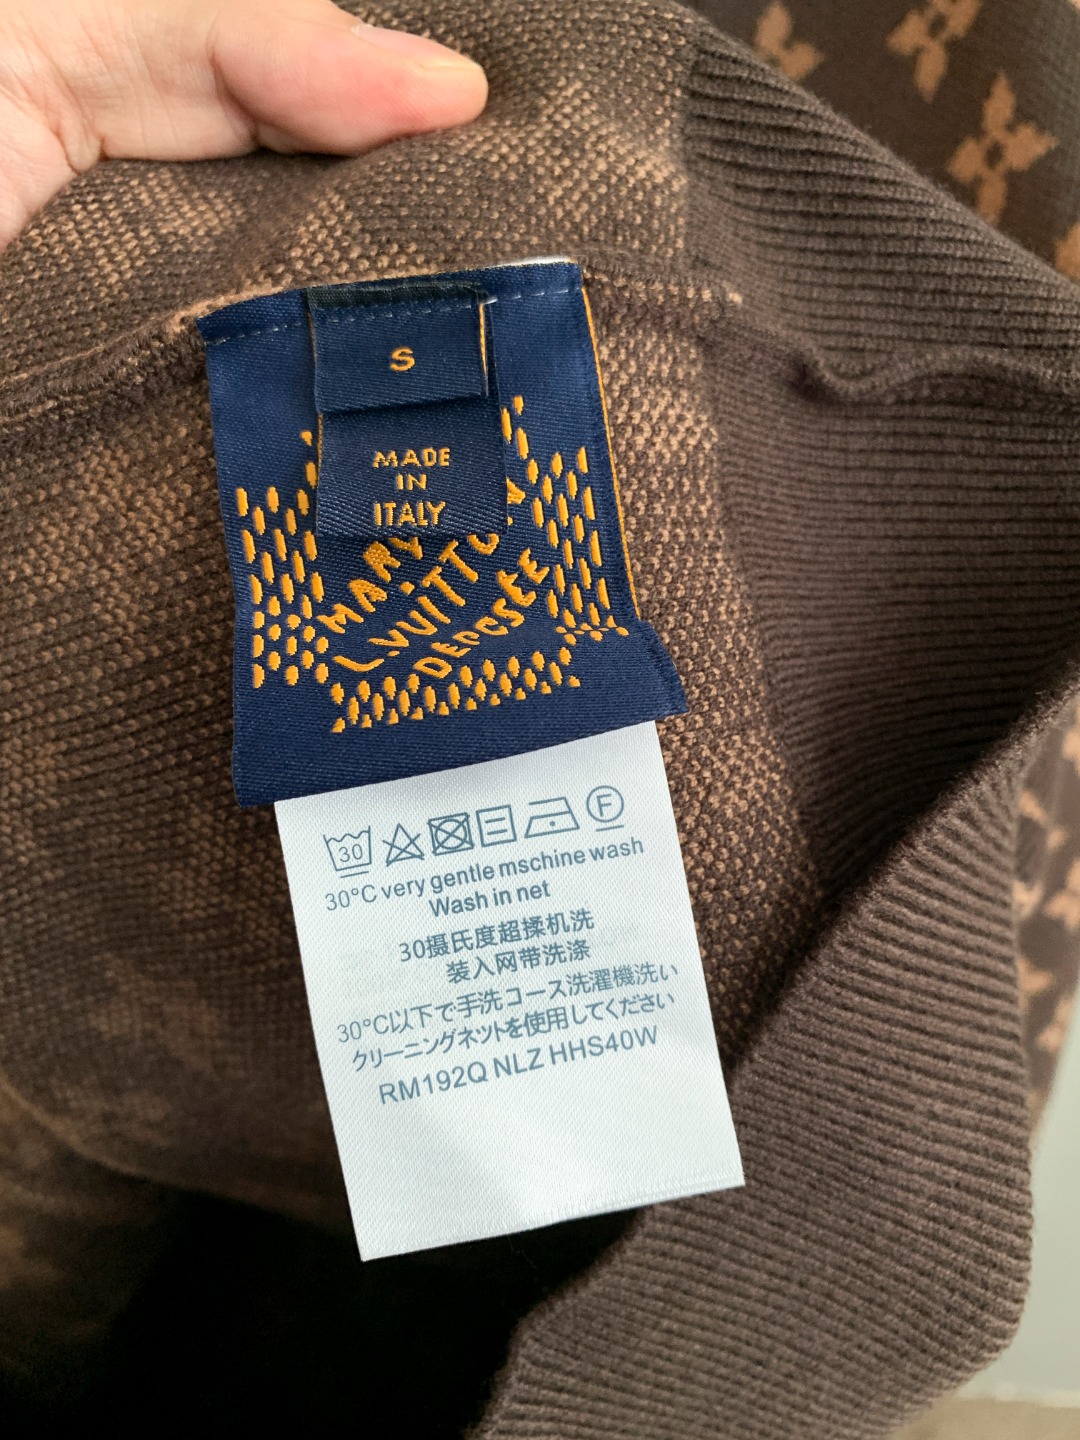 S
MADE
IN
ITALY
MARQ
L.VUITTON
DEPOSÉE
30
F
30°C very gentle mschine wash
Wash in net
30摄氏度超揉机洗
装入网带洗涤
30°C以下で手洗コース洗濯機洗い
クリーニングネットを使用してください
RM192Q NLZ HHS40W